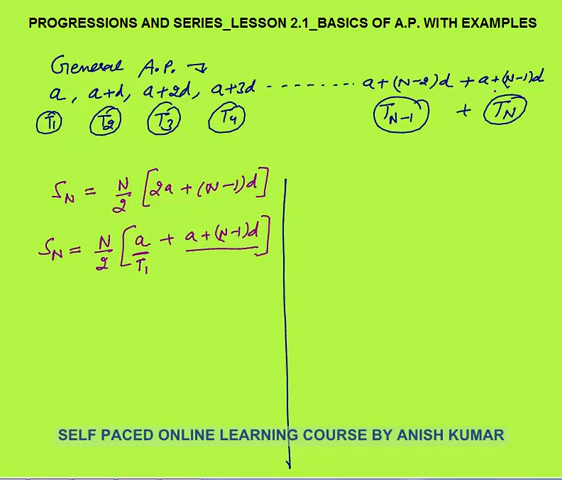 PROGRESSIONS AND SERIES_LESSON 2.1_BASICS OF A.P. WITH EXAMPLES
General A.P. →
a, a+d, a+2d, a+3d ------- a+(N-2)d + a+(N-1)d
T1 T2 T3 T4 TN-1 + TN
SN = N/2 [2a+(N-1)d]
SN = N/2 [a + a+(N-1)d]
T1
SELF PACED ONLINE LEARNING COURSE BY ANISH KUMAR